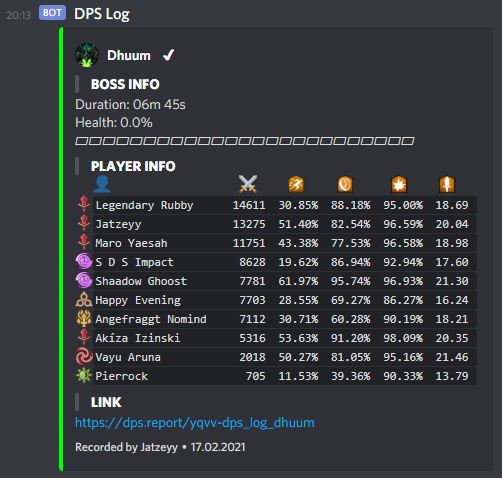 20:13 BOT DPS Log
Dhuum ✔
BOSS INFO
Duration: 06m 45s
Health: 0.0%
PLAYER INFO
Legendary Rubby 14611 30.85% 88.18% 95.00% 18.69
Jatzeyy 13275 51.40% 82.54% 96.59% 20.04
Maro Yaesah 11751 43.38% 77.53% 96.58% 18.98
S D S Impact 8628 19.62% 86.94% 92.94% 17.60
Shaadow Ghoost 7781 61.97% 95.74% 96.93% 21.30
Happy Evening 7703 28.55% 69.27% 86.27% 16.24
Angefraggt Nomind 7112 30.71% 60.28% 90.19% 18.21
Akíza Izinski 5316 53.63% 91.20% 98.09% 20.35
Vayu Aruna 2018 50.27% 81.05% 95.16% 21.46
Pierrock 705 11.53% 39.36% 90.33% 13.79
LINK
https://dps.report/yqvv-dps_log_dhuum
Recorded by Jatzeyy • 17.02.2021